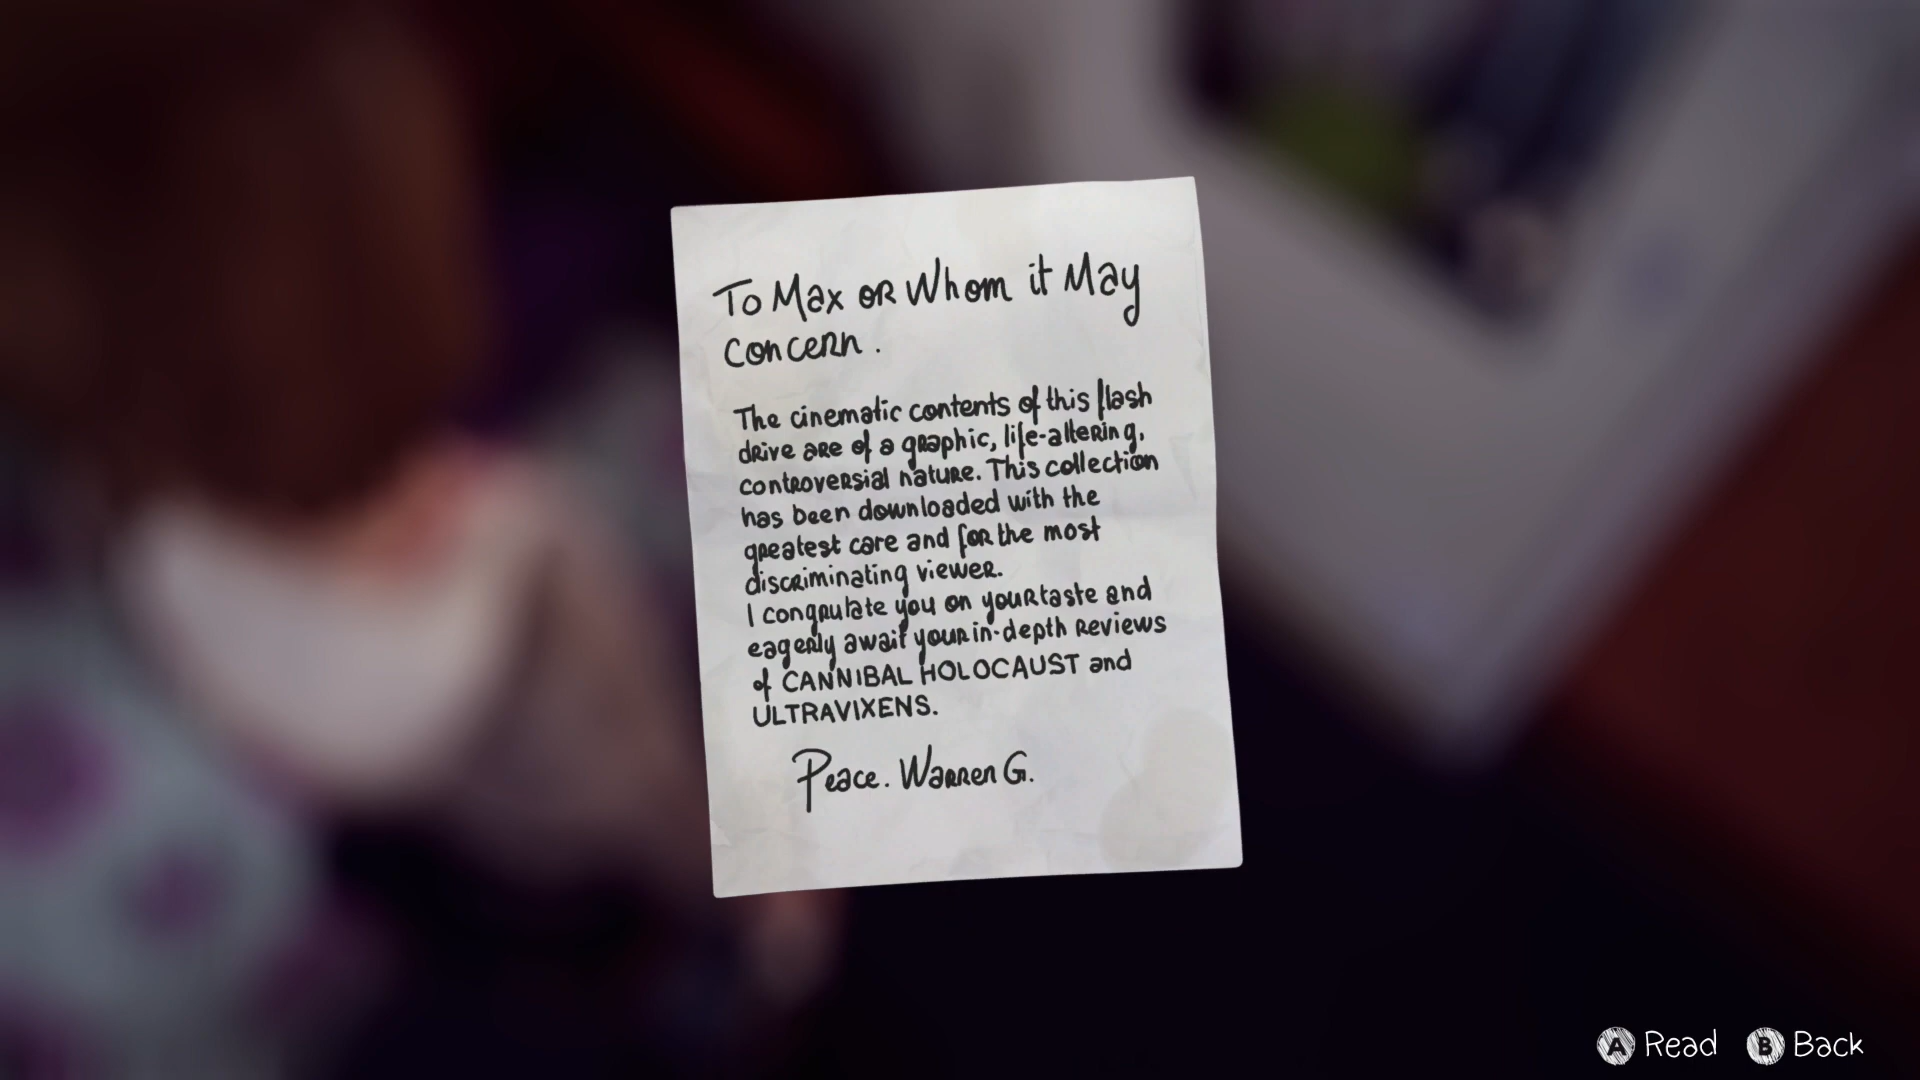 To Max or Whom it May
concern.
The cinematic contents of this flash
drive are of a graphic, life-altering,
controversial nature. This collection
has been downloaded with the
greatest care and for the most
discriminating viewer.
I congrulate you on your taste and
eagerly await your in-depth reviews
of CANNIBAL HOLOCAUST and
ULTRAVIXENS.
Peace. Warren G.
A Read B Back